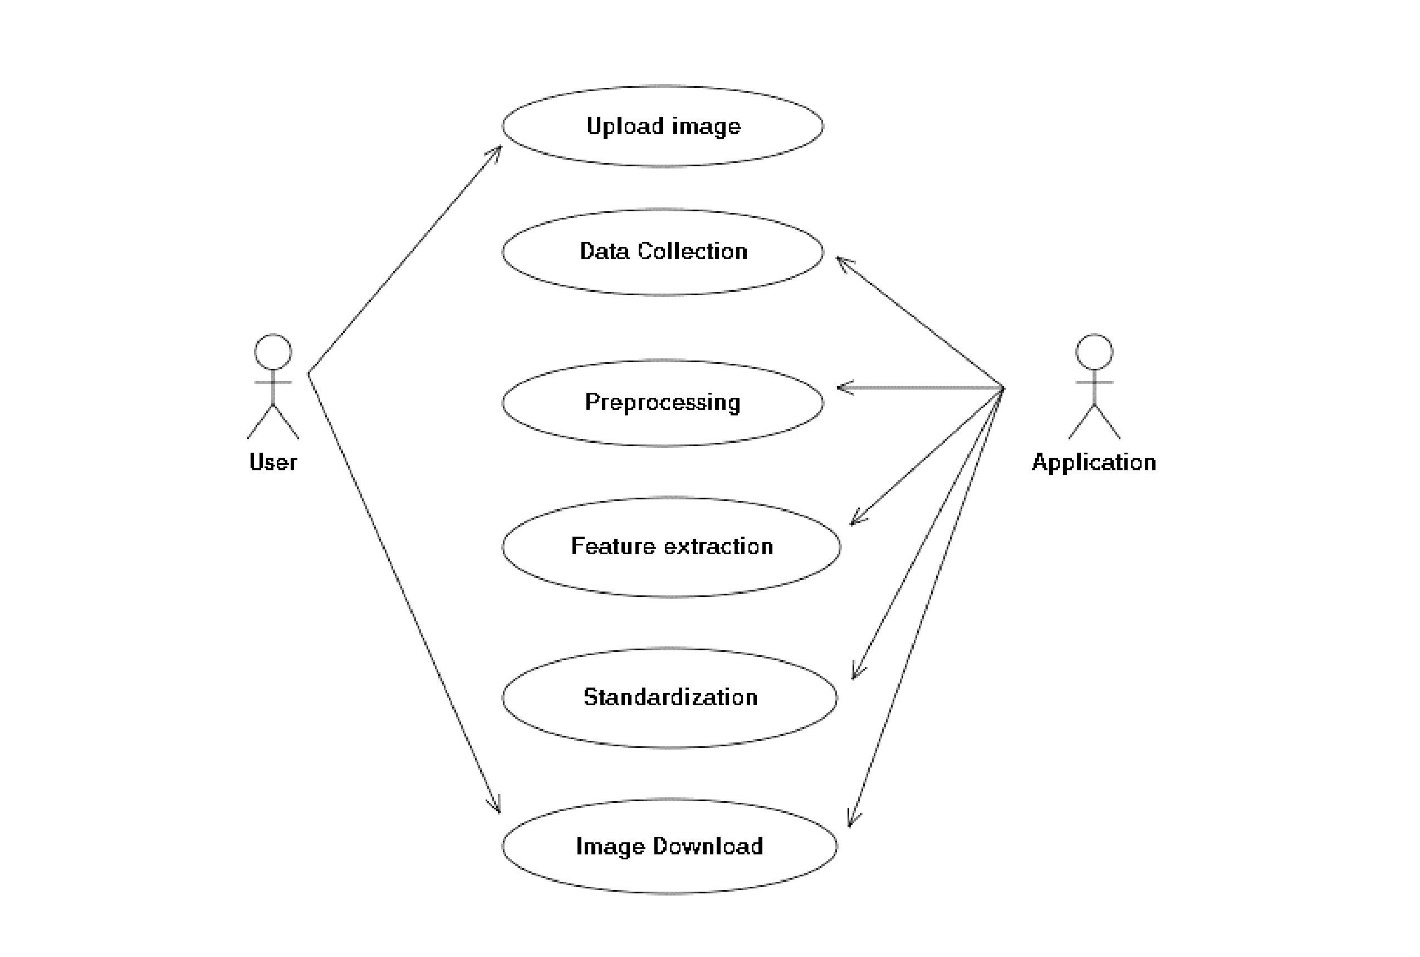 Upload image
Data Collection
Preprocessing
User
Application
Feature extraction
Standardization
Image Download